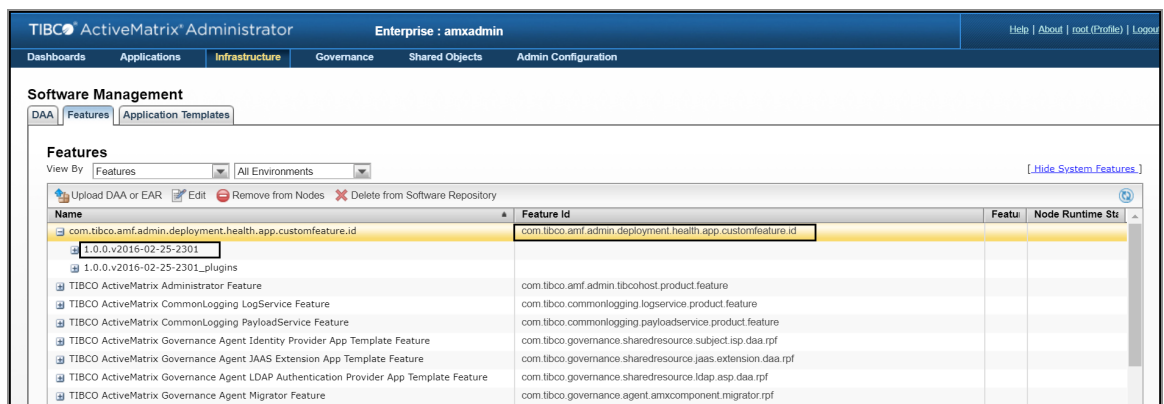 TIBCO® ActiveMatrix® Administrator Enterprise : amxadmin Help | About | root (Profile) | Logout
Dashboards Applications Infrastructure Governance Shared Objects Admin Configuration
Software Management
DAA Features Application Templates
Features
View By Features All Environments [ Hide System Features ]
Upload DAA or EAR Edit Remove from Nodes Delete from Software Repository
Name Feature Id Featu Node Runtime Sta
com.tibco.amf.admin.deployment.health.app.customfeature.id com.tibco.amf.admin.deployment.health.app.customfeature.id
1.0.0.v2016-02-25-2301
1.0.0.v2016-02-25-2301_plugins
TIBCO ActiveMatrix Administrator Feature com.tibco.amf.admin.tibcohost.product.feature
TIBCO ActiveMatrix CommonLogging LogService Feature com.tibco.commonlogging.logservice.product.feature
TIBCO ActiveMatrix CommonLogging PayloadService Feature com.tibco.commonlogging.payloadservice.product.feature
TIBCO ActiveMatrix Governance Agent Identity Provider App Template Feature com.tibco.governance.sharedresource.subject.isp.daa.rpf
TIBCO ActiveMatrix Governance Agent JAAS Extension App Template Feature com.tibco.governance.sharedresource.jaas.extension.daa.rpf
TIBCO ActiveMatrix Governance Agent LDAP Authentication Provider App Template Feature com.tibco.governance.sharedresource.ldap.asp.daa.rpf
TIBCO ActiveMatrix Governance Agent Migrator Feature com.tibco.governance.agent.amxcomponent.migrator.rpf